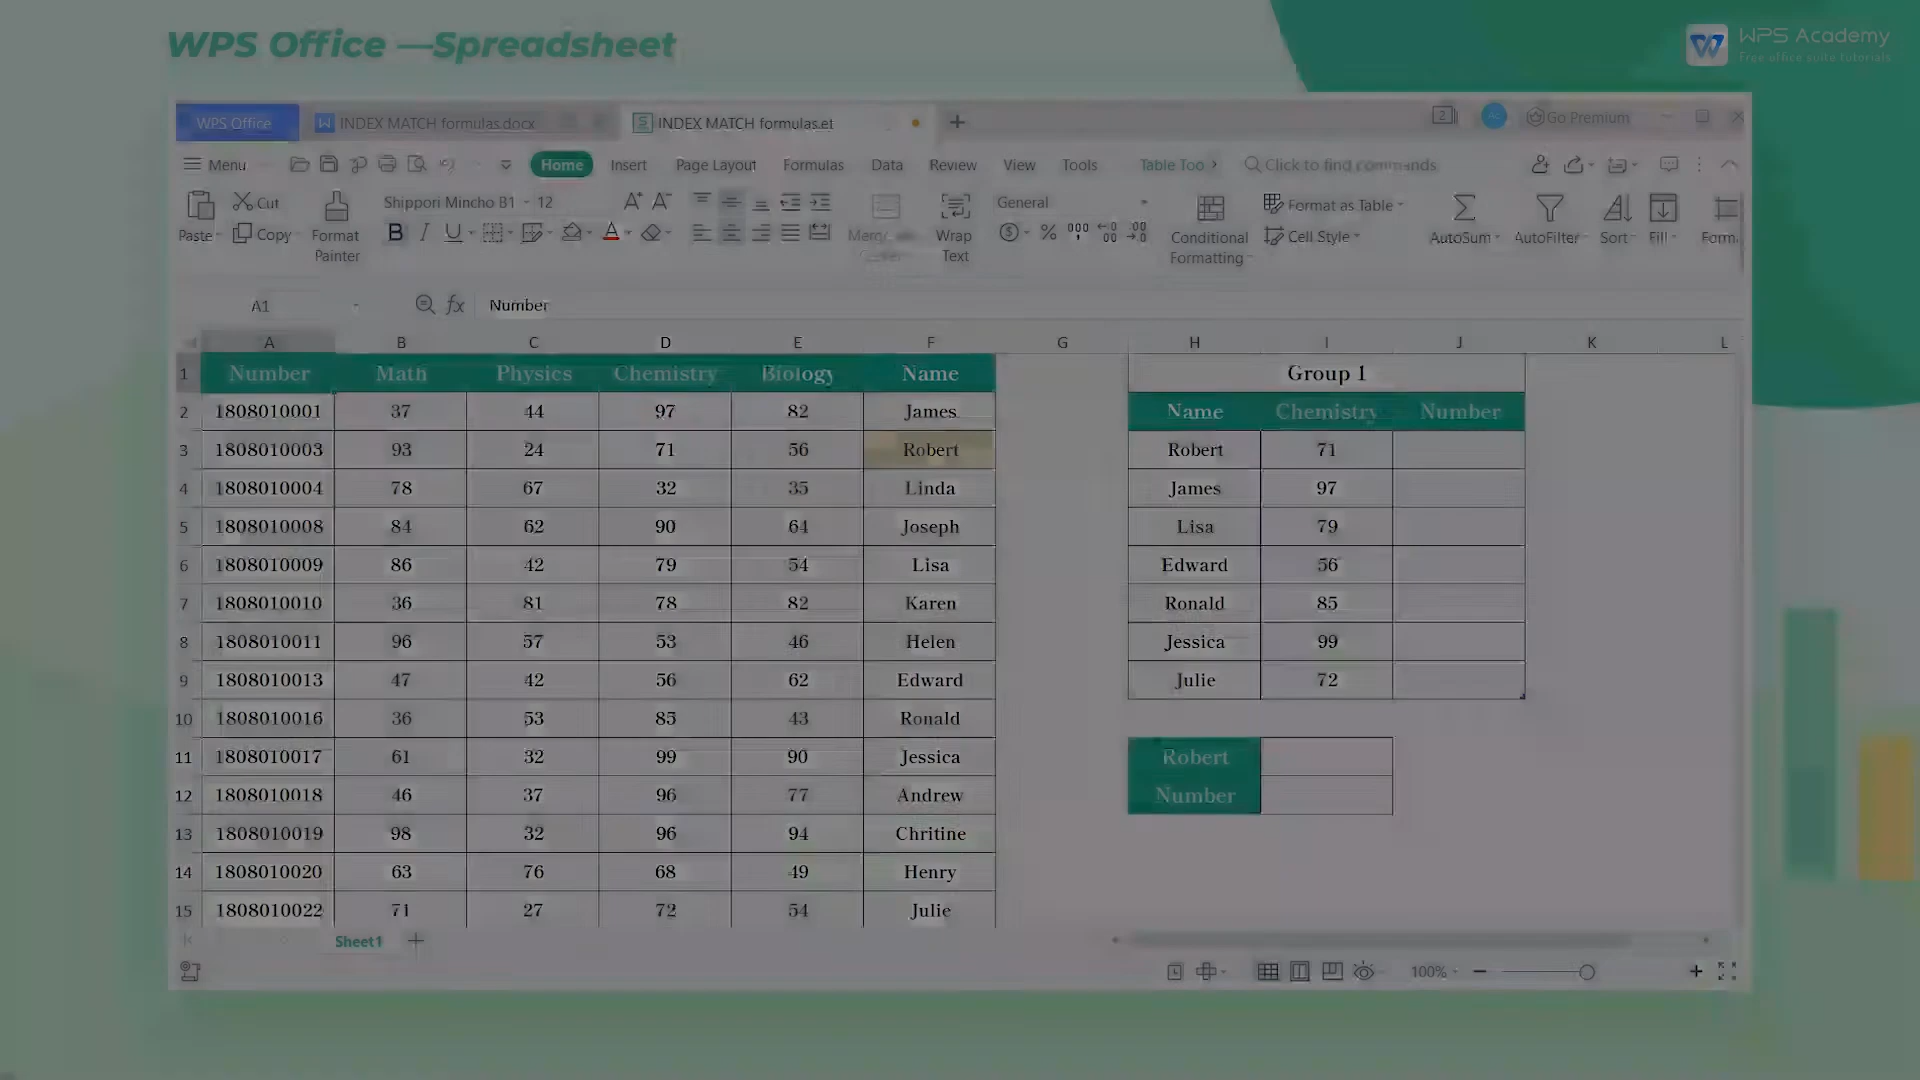 WPS Office —Spreadsheet
WPS Academy
Free office suite tutorials
WPS Office INDEX MATCH formulas.docx INDEX MATCH formulas.et + 2 Go Premium
Menu Home Insert Page Layout Formulas Data Review View Tools Table Too Click to find commands
Cut Shippori Mincho B1 12 General Format as Table
Paste Copy Format Painter Merge Center Wrap Text Conditional Formatting Cell Style AutoSum AutoFilter Sort Fill Form.
A1 fx Number
A B C D E F G H I J K L
1 Number Math Physics Chemistry Biology Name Group 1
2 1808010001 37 44 97 82 James Name Chemistry Number
3 1808010003 93 24 71 56 Robert Robert 71
4 1808010004 78 67 32 35 Linda James 97
5 1808010008 84 62 90 64 Joseph Lisa 79
6 1808010009 86 42 79 54 Lisa Edward 56
7 1808010010 36 81 78 82 Karen Ronald 85
8 1808010011 96 57 53 46 Helen Jessica 99
9 1808010013 47 42 56 62 Edward Julie 72
10 1808010016 36 53 85 43 Ronald
11 1808010017 61 32 99 90 Jessica Robert
12 1808010018 46 37 96 77 Andrew Number
13 1808010019 98 32 96 94 Chritine
14 1808010020 63 76 68 49 Henry
15 1808010022 71 27 72 54 Julie
Sheet1 +
100%